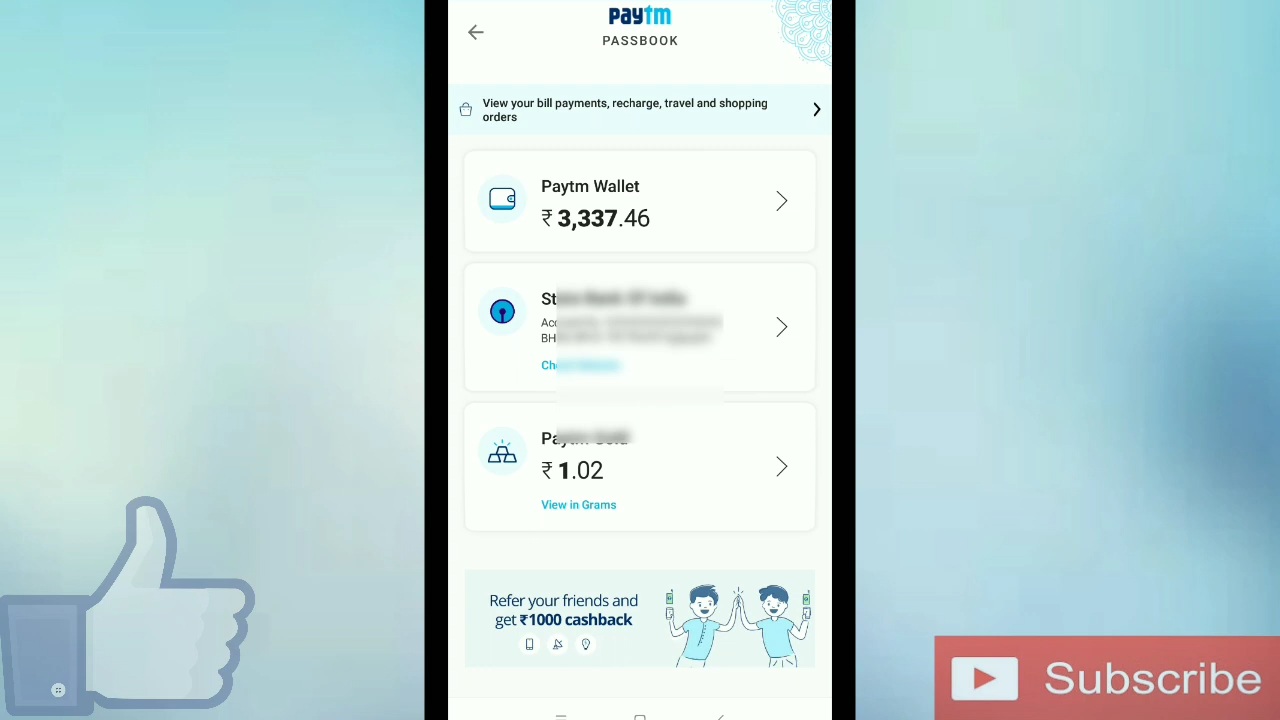 paytm
PASSBOOK
View your bill payments, recharge, travel and shopping
orders
Paytm Wallet
₹ 3,337.46
₹ 1.02
View in Grams
Refer your friends and
get ₹1000 cashback
Subscribe